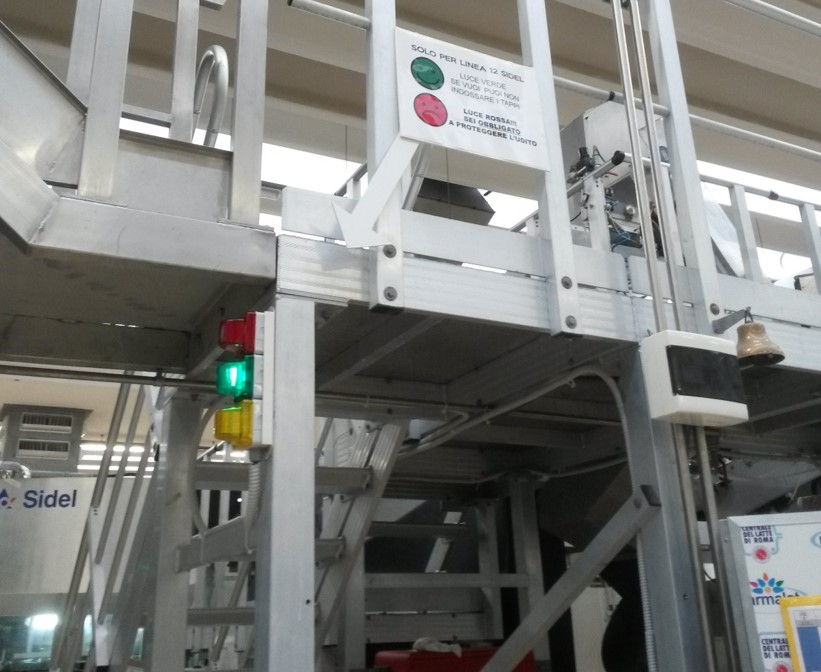 SOLO PER LINEA 12 SIDEL
LUCE VERDE
SE VUOI PUOI NON
INDOSSARE I TAPPI
LUCE ROSSA!!!
SEI OBBLIGATO
A PROTEGGERE L'UDITO
Sidel
CENTRALE
DEL LATTE
DI ROMA
CENTRALE
DEL LATTE
DI ROMA